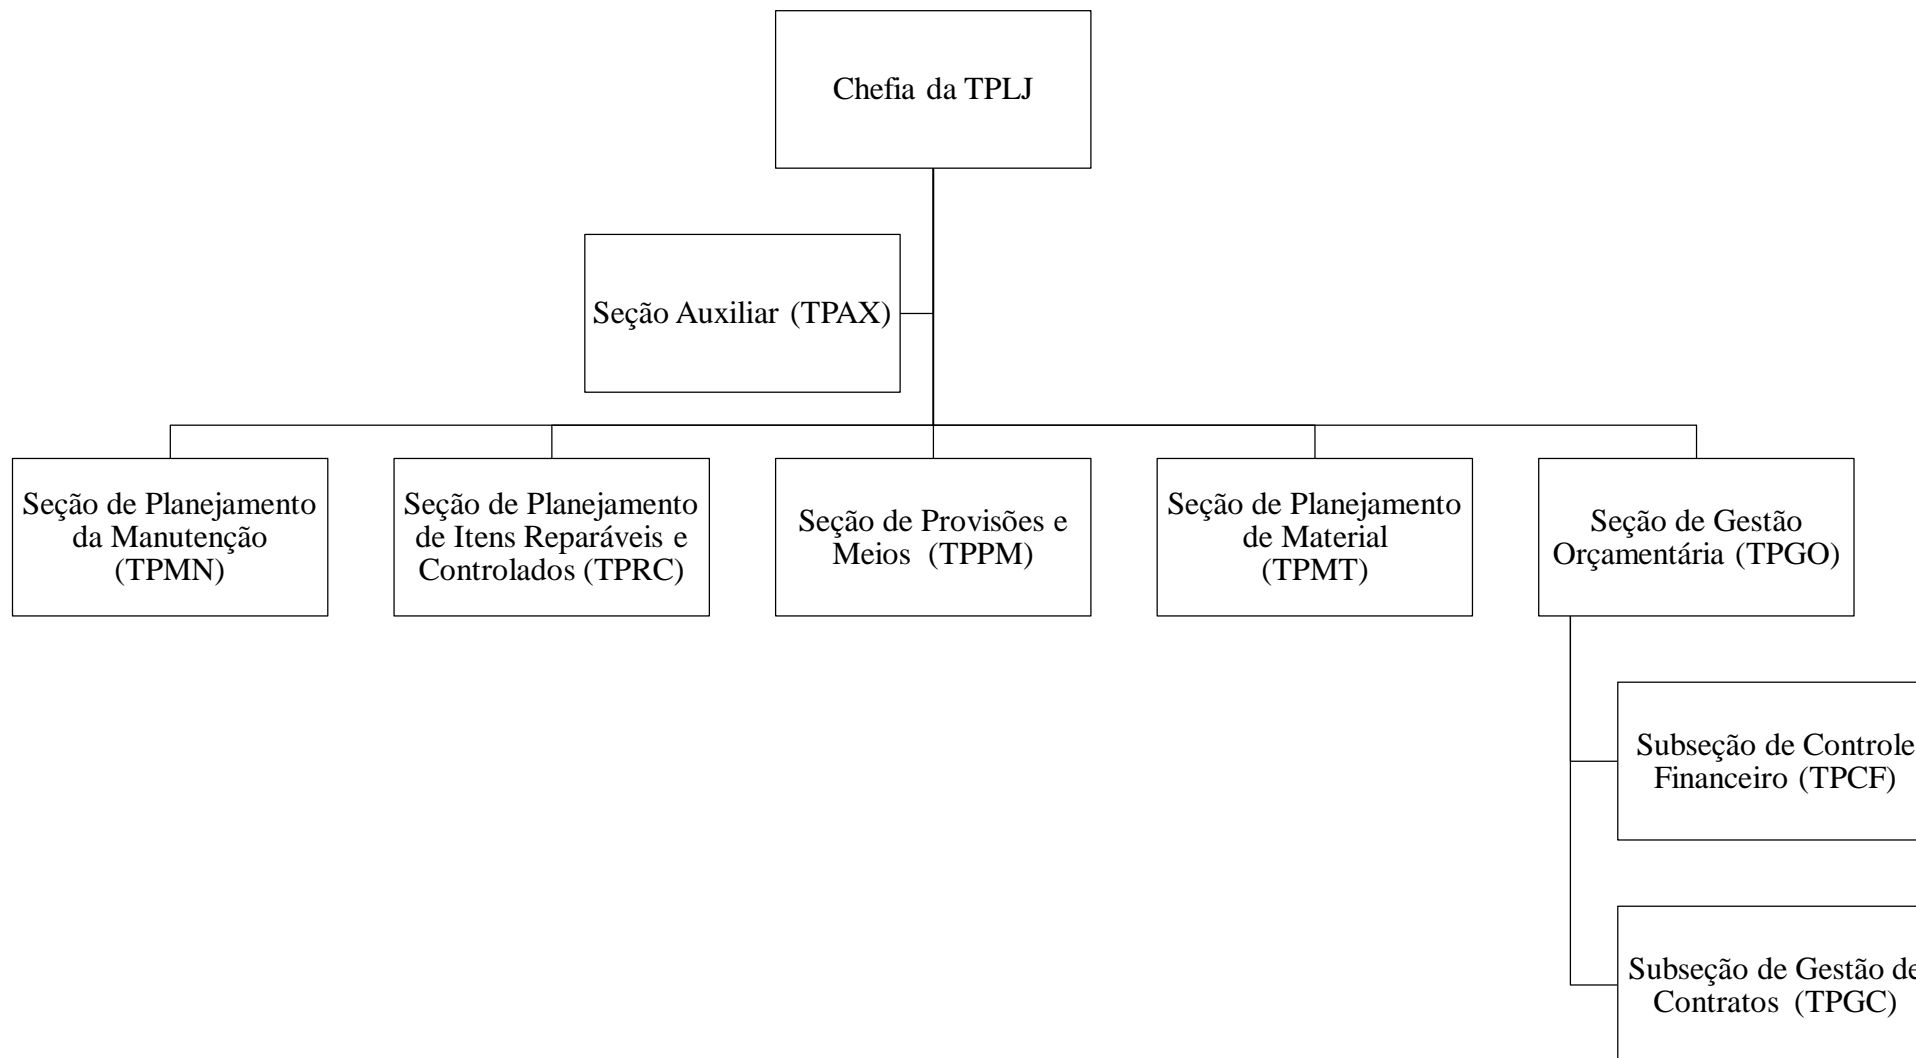 Chefia da TPLJ
Seção Auxiliar (TPAX)
Seção de Planejamento
da Manutenção
(TPMN)
Seção de Planejamento
de Itens Reparáveis e
Controlados (TPRC)
Seção de Provisões e
Meios (TPPM)
Seção de Planejamento
de Material
(TPMT)
Seção de Gestão
Orçamentária (TPGO)
Subseção de Controle
Financeiro (TPCF)
Subseção de Gestão de
Contratos (TPGC)